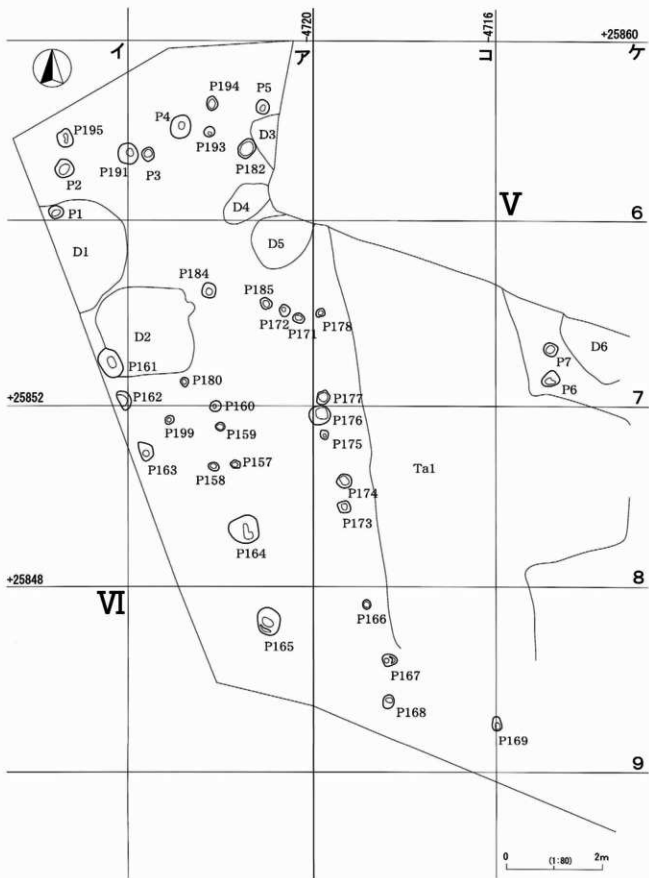 -4720
-4716
+25860
イ
ア
コ
ケ
P194
P5
P4
D3
P195
P193
P191
P3
P182
P2
D4
V
P1
6
D5
D1
P184
P185
P172
P171
P178
D2
P7
D6
P161
P180
P6
+25852
P162
P160
P177
7
P176
P199
P159
P175
P163
P158
P157
P174
Ta1
P173
P164
+25848
8
VI
P166
P165
P167
P168
P169
9
0
(1:80)
2m